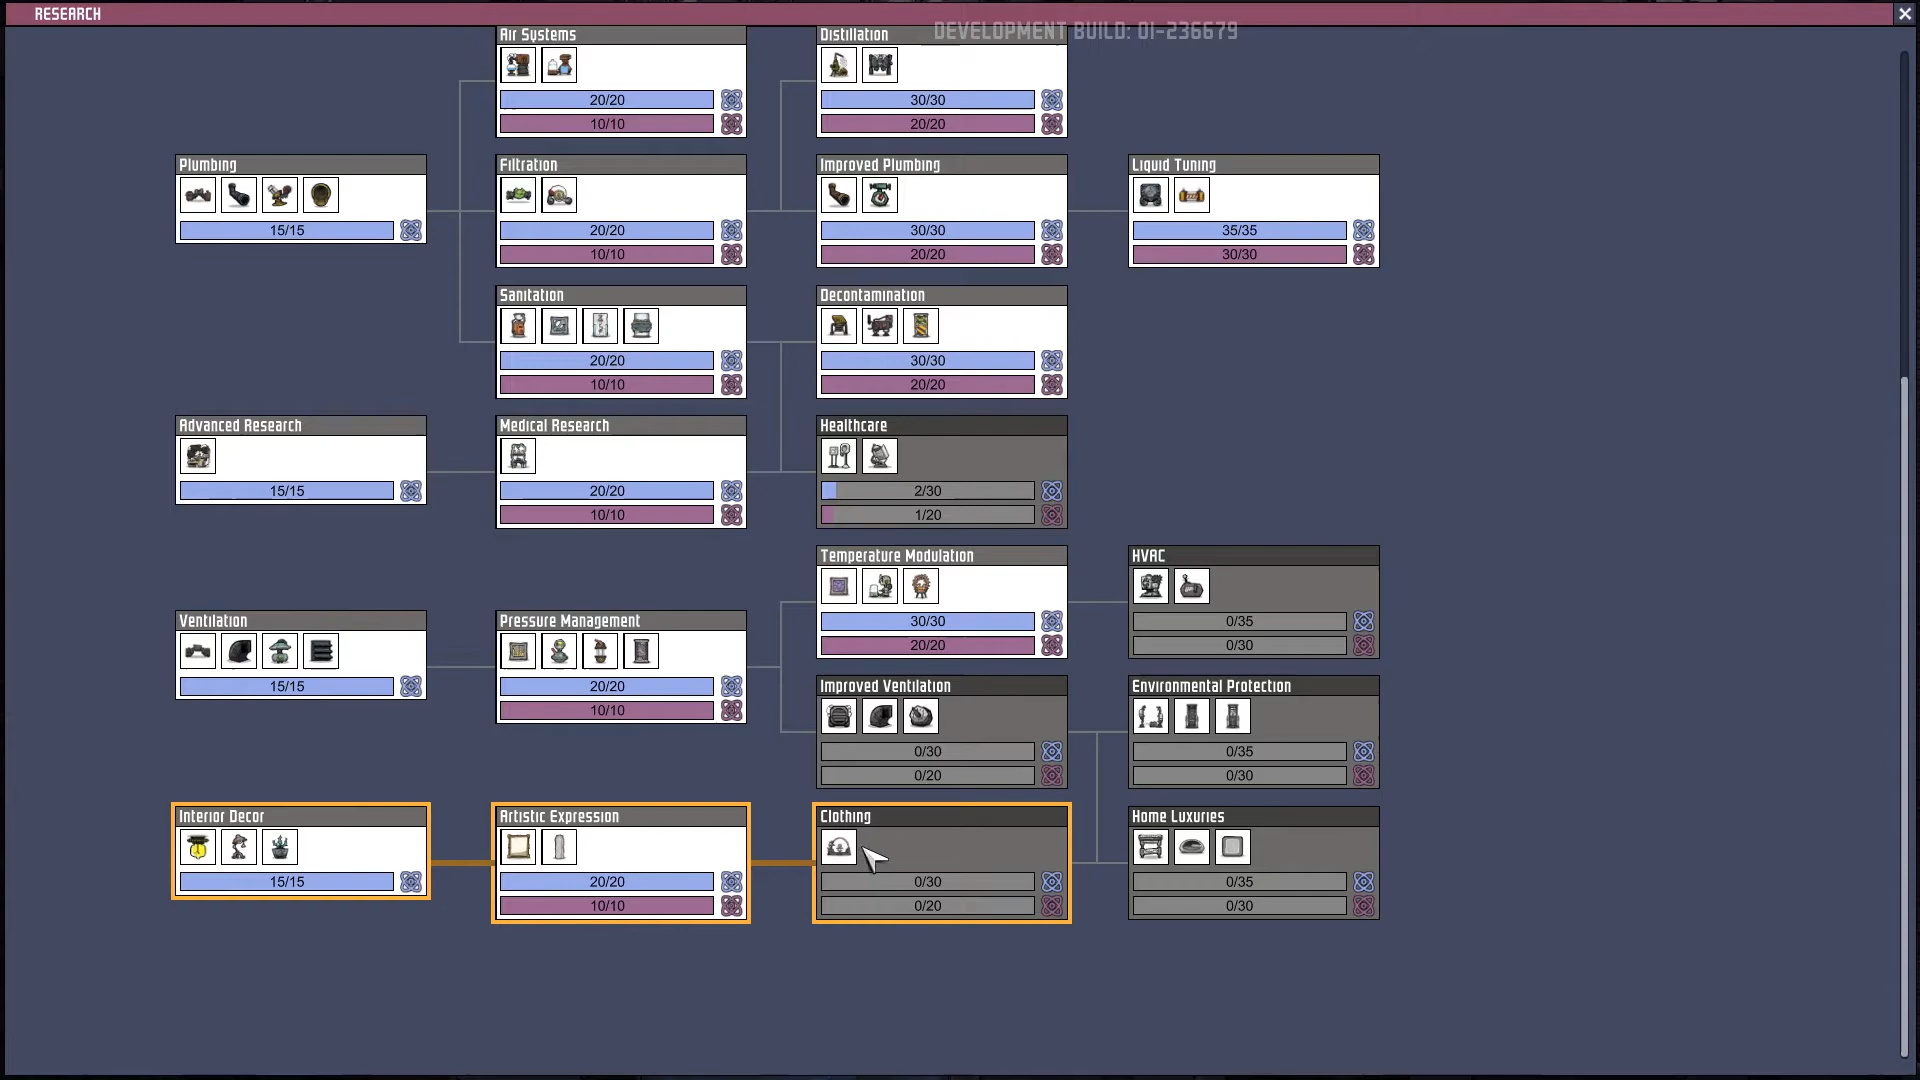 RESEARCH
DEVELOPMENT BUILD: 01-236679
Air Systems
20/20
10/10
Distillation
30/30
20/20
Plumbing
15/15
Filtration
20/20
10/10
Improved Plumbing
30/30
20/20
Liquid Tuning
35/35
30/30
Sanitation
20/20
10/10
Decontamination
30/30
20/20
Advanced Research
15/15
Medical Research
20/20
10/10
Healthcare
2/30
1/20
Temperature Modulation
30/30
20/20
HVAC
0/35
0/30
Ventilation
15/15
Pressure Management
20/20
10/10
Improved Ventilation
0/30
0/20
Environmental Protection
0/35
0/30
Interior Decor
15/15
Artistic Expression
20/20
10/10
Clothing
0/30
0/20
Home Luxuries
0/35
0/30